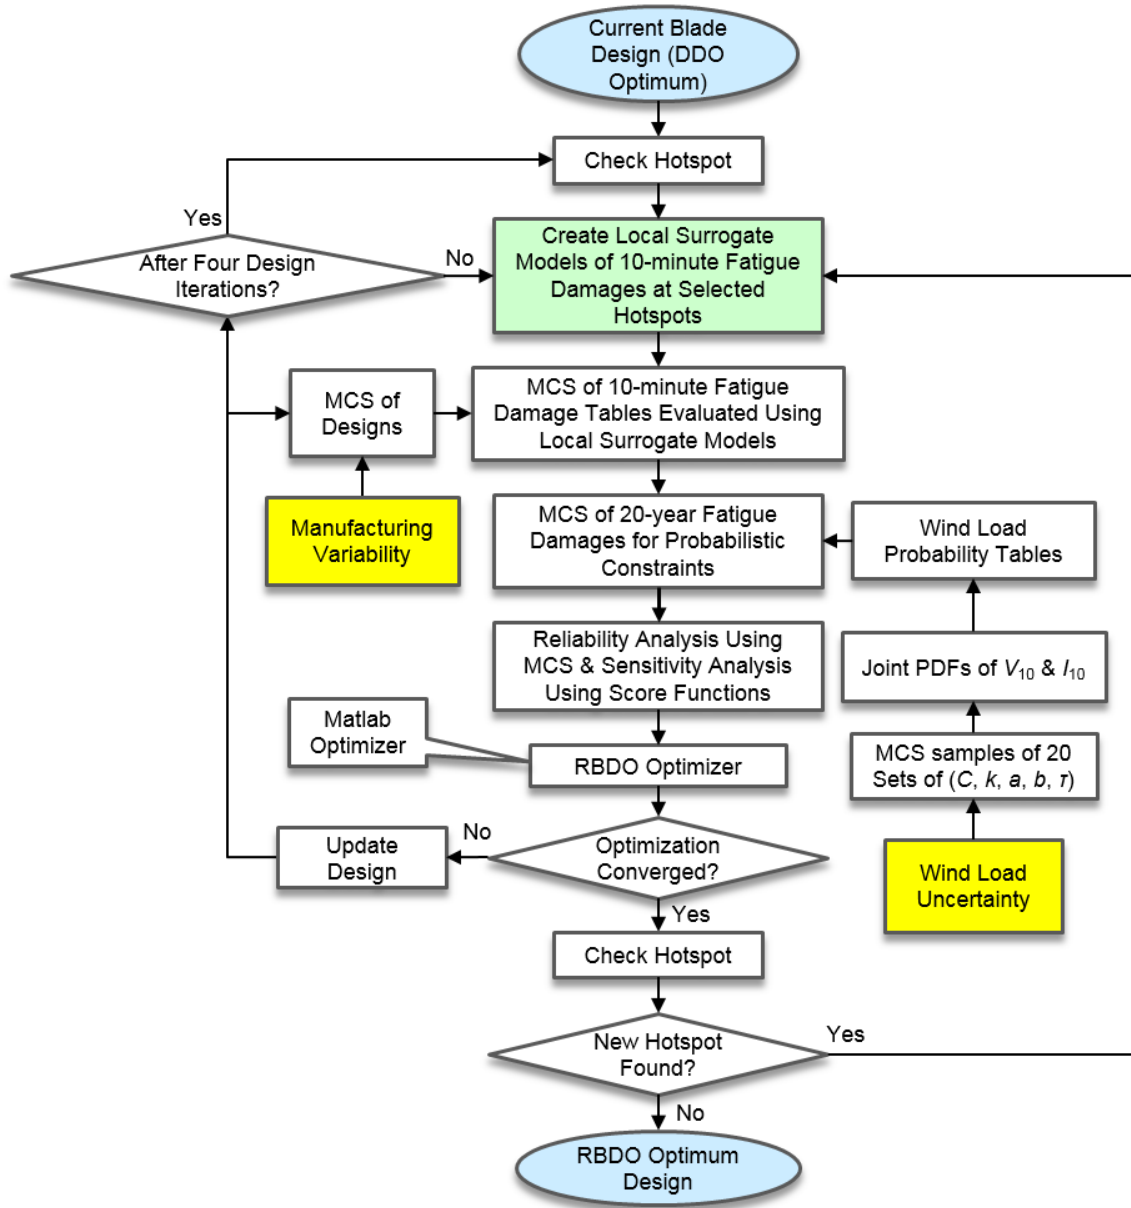 Current Blade
Design (DDO
Optimum)
Check Hotspot
Yes
After Four Design
Iterations?
No
Create Local Surrogate
Models of 10-minute Fatigue
Damages at Selected
Hotspots
MCS of
Designs
MCS of 10-minute Fatigue
Damage Tables Evaluated Using
Local Surrogate Models
Manufacturing
Variability
MCS of 20-year Fatigue
Damages for Probabilistic
Constraints
Wind Load
Probability Tables
Reliability Analysis Using
MCS & Sensitivity Analysis
Using Score Functions
Joint PDFs of V10 & I10
Matlab
Optimizer
RBDO Optimizer
MCS samples of 20
Sets of (C, k, a, b, τ)
Update
Design
No
Optimization
Converged?
Wind Load
Uncertainty
Yes
Check Hotspot
New Hotspot
Found?
Yes
No
RBDO Optimum
Design